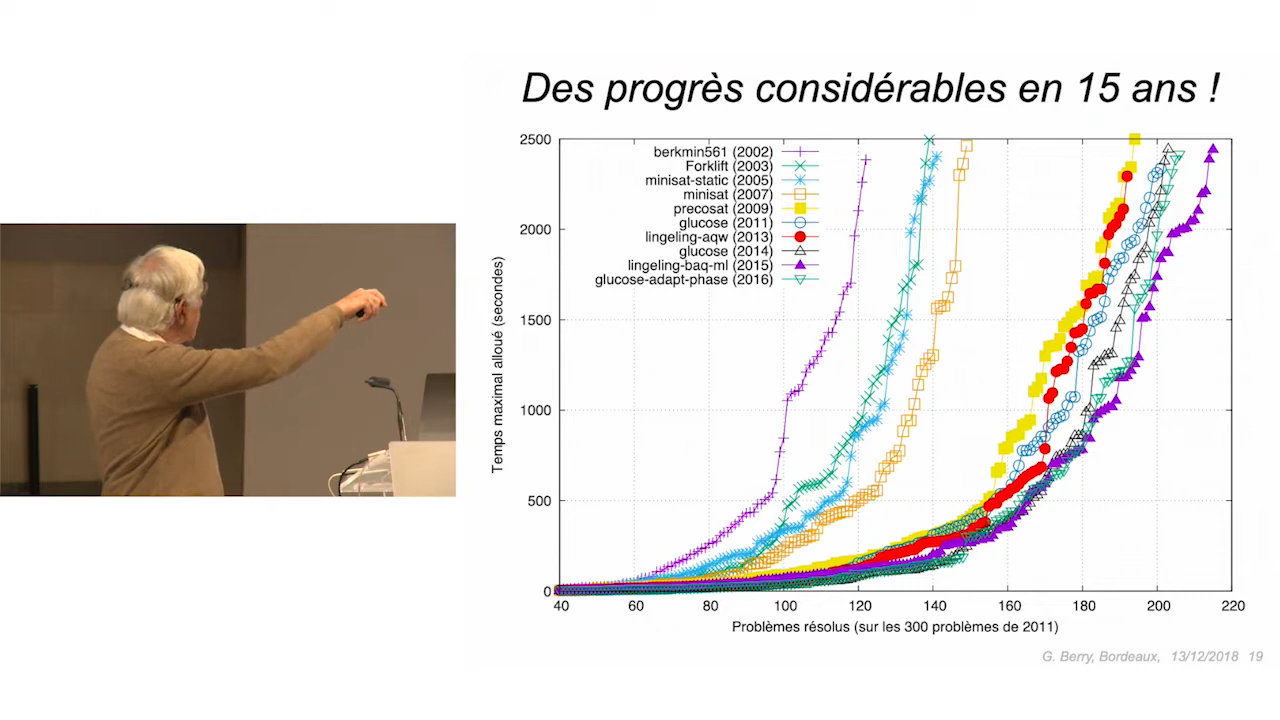 Des progrès considérables en 15 ans !
2500
2000
1500
1000
500
0
Temps maximal alloué (secondes)
berkmin561 (2002)
Forklift (2003)
minisat-static (2005)
minisat (2007)
precosat (2009)
glucose (2011)
lingeling-aqw (2013)
glucose (2014)
lingeling-baq-ml (2015)
glucose-adapt-phase (2016)
40 60 80 100 120 140 160 180 200 220
Problèmes résolus (sur les 300 problèmes de 2011)
G. Berry, Bordeaux, 13/12/2018 19